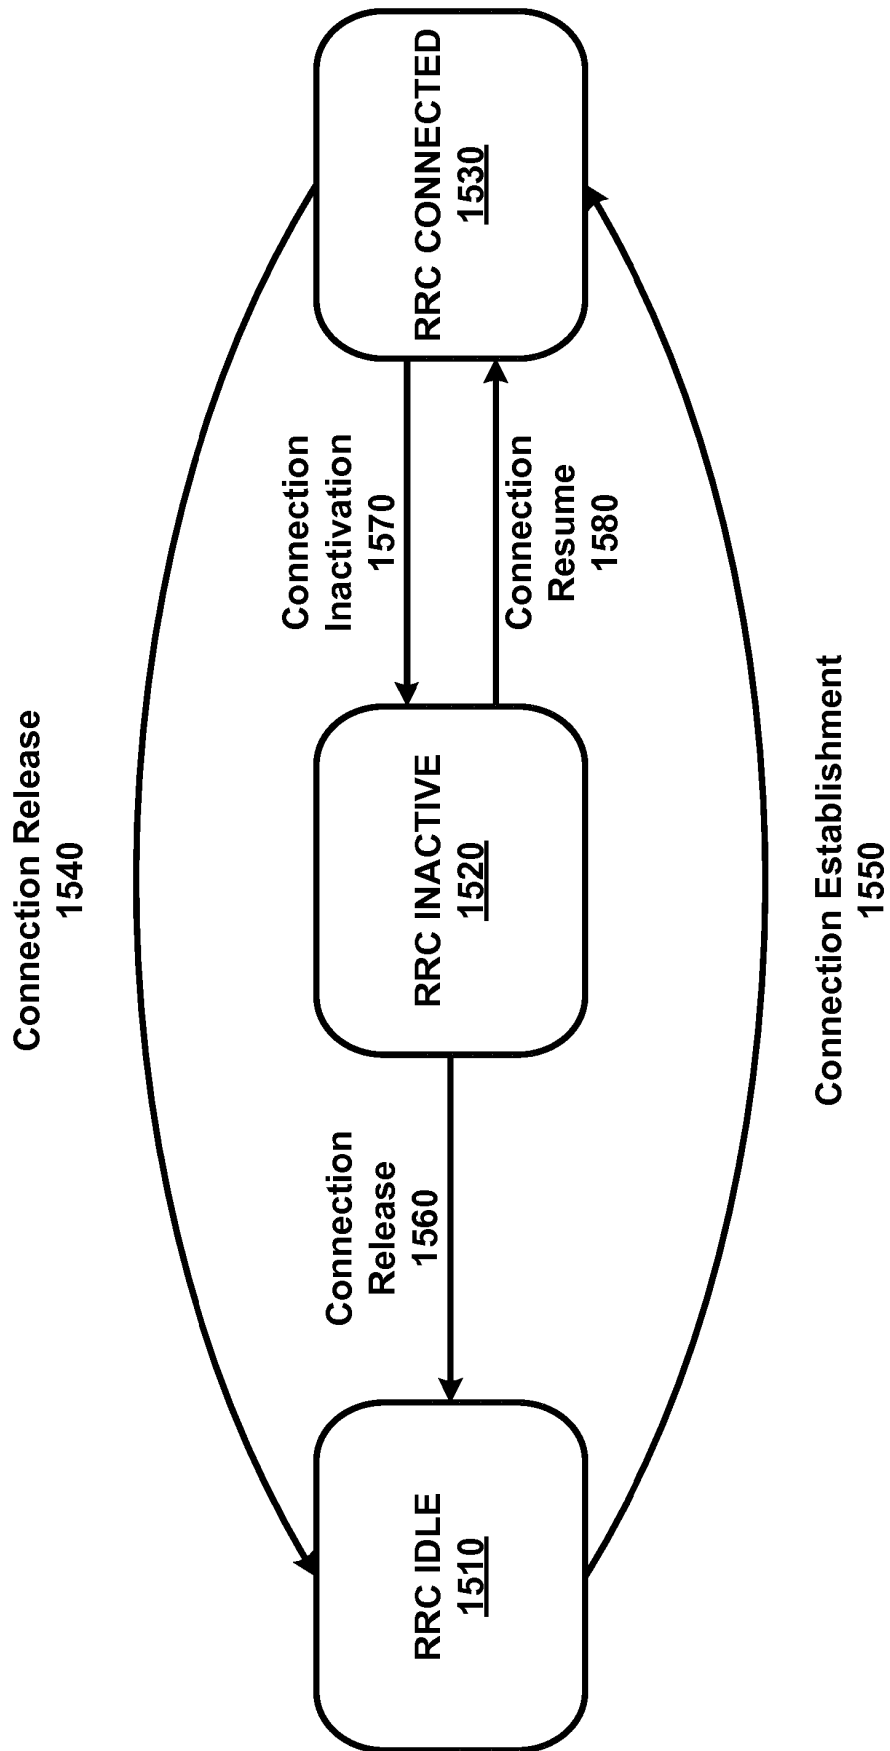 Connection Release
1540
RRC IDLE
1510
Connection
Release
1560
RRC INACTIVE
1520
Connection
Inactivation
1570
Connection
Resume
1580
RRC CONNECTED
1530
Connection Establishment
1550